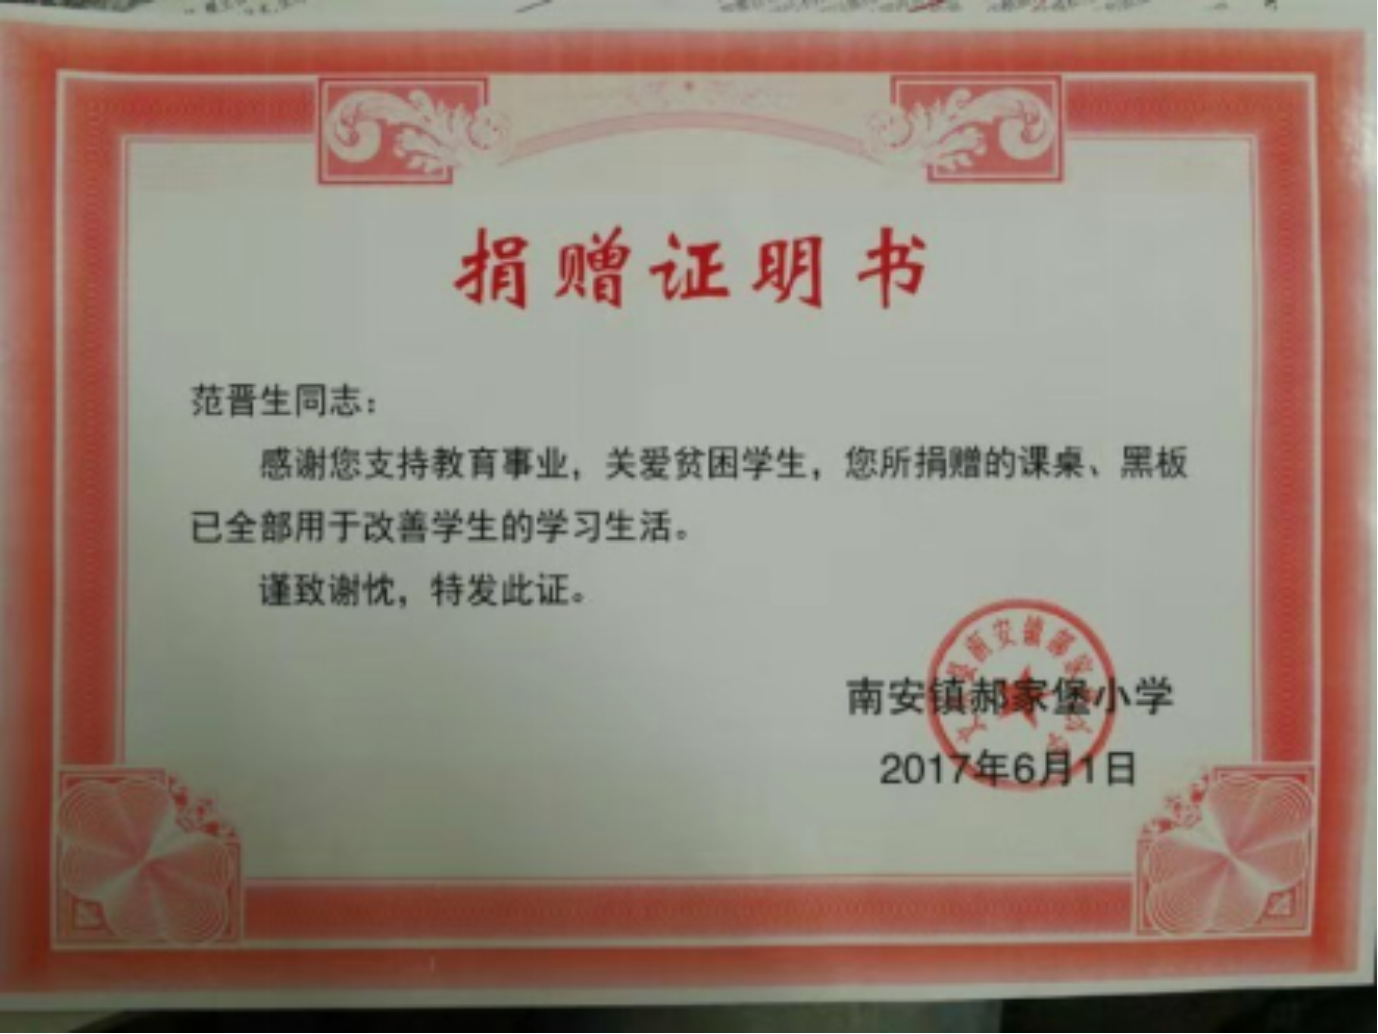 捐赠证明书
范晋生同志：
感谢您支持教育事业，关爱贫困学生，您所捐赠的课桌、黑板
已全部用于改善学生的学习生活。
谨致谢忱，特发此证。
南安镇郝家堡小学
2017年6月1日